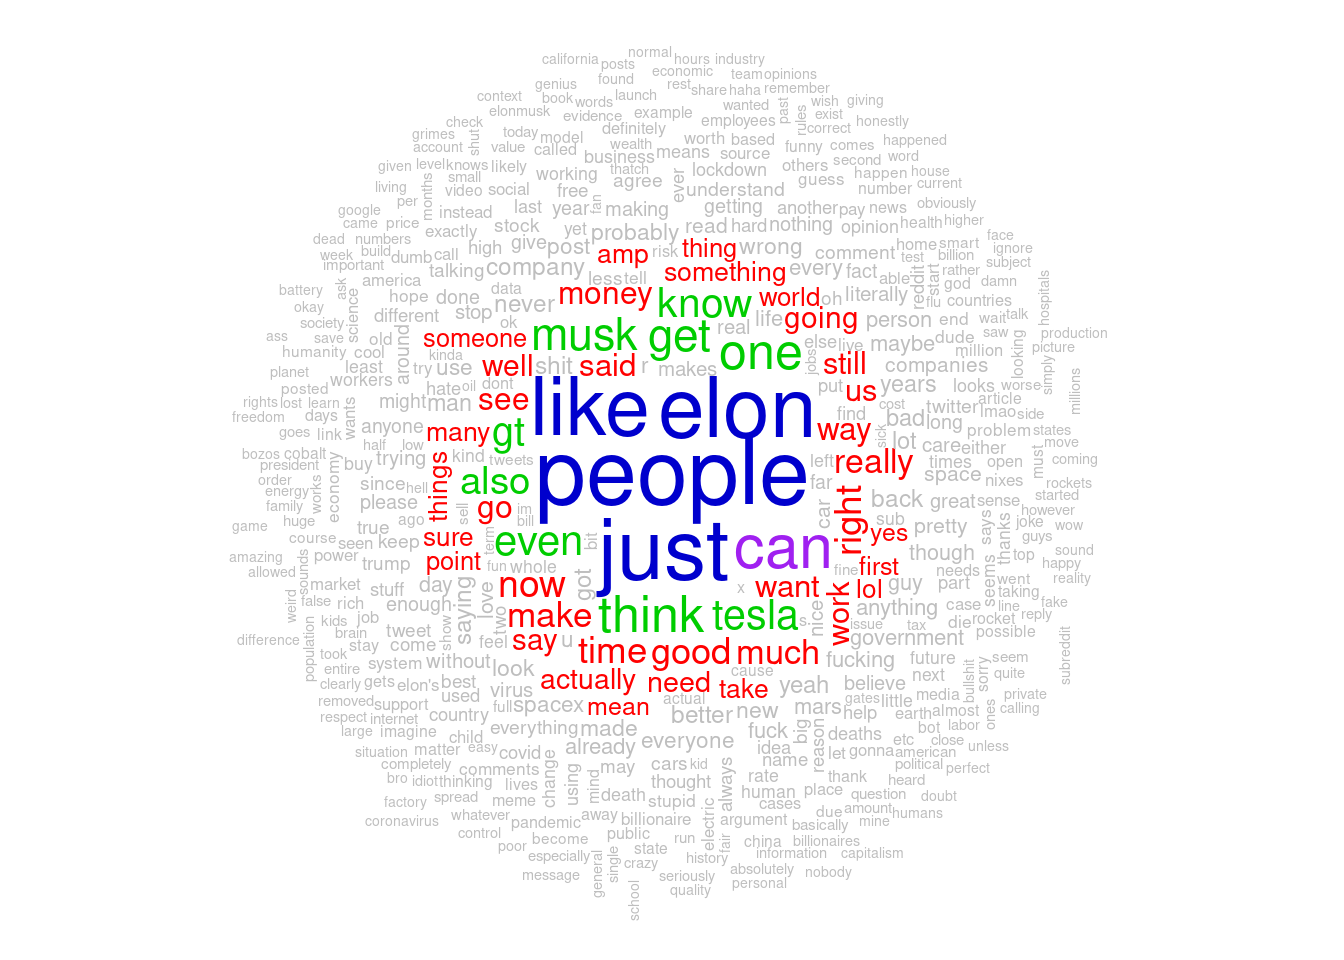 normal
california posts hours industry
economic team opinions
genius found rest share haha remember
context book words launch wanted past wish giving
elonmusk evidence example employees rules exist
check definitely correct honestly
grimes shut today model wealth worth based funny comes happened
account value called business means source others second word
given level knows likely thatch lockdown guess happen house
living small working agree ever understand number current
per months video social free fan making getting another pay news obviously
google instead last year read hard nothing opinion health higher
came price exactly stock yet probably
dead numbers high give post amp thing wrong comment home smart face
week build dumb call risk test billion ignore
important talking company less tell something every fact able reddit start rather subject
battery ask america data money know world oh literally god damn hospitals
okay science hope done never flu countries
society different stop ok musk get real life going person end wait talk
ass save old around someone one else live maybe dude saw production
humanity cool kinda well shit said r makes jobs still companies million looking picture
planet least try use
posted workers hate oil dont like elon put us years looks worse simply millions
rights lost learn wants might man see find cost twitter article
freedom days anyone many gt way bad long lmao side
goes link half low sick lot care either problem states
bozos cobalt trying kind tweets people left really times open must move
president buy since hell also far space nixes coming
order economy things go im back great sense rockets
energy works please sell bill car right started
family ago sub pretty says however
game huge true sure even term bit just can yes joke wow
course seen keep though thanks guys
amazing sounds power trump point fun whole fine first needs top sound
allowed market stuff day got now x want lol guy part seems went happy
weird false rich enough saying love make think tesla work anything case taking reality
kids job two s. nice issue tax die line fake
difference population brain tweet show say u time good much government rocket reply
stay come feel possible
took system without look actually need take cause fucking future seem subreddit
entire virus yeah believe next bullshit sorry quite
clearly gets elon's best mean actual gates little media
removed support used full spacex better new mars help earth almost ones private
respect internet country labor calling
large imagine child everything made fuck big reason deaths bot
situation matter easy covid already everyone idea let gonna etc close unless
completely comments change using may cars kid name american
bro idiot thinking lives mind thought rate thank political perfect
factory spread meme death stupid always human place question heard doubt
coronavirus whatever pandemic away billionaire electric cases due amount humans
control become public argument basically mine
poor especially state run fair china billionaires
message general single crazy history information capitalism
seriously absolutely nobody
school quality personal